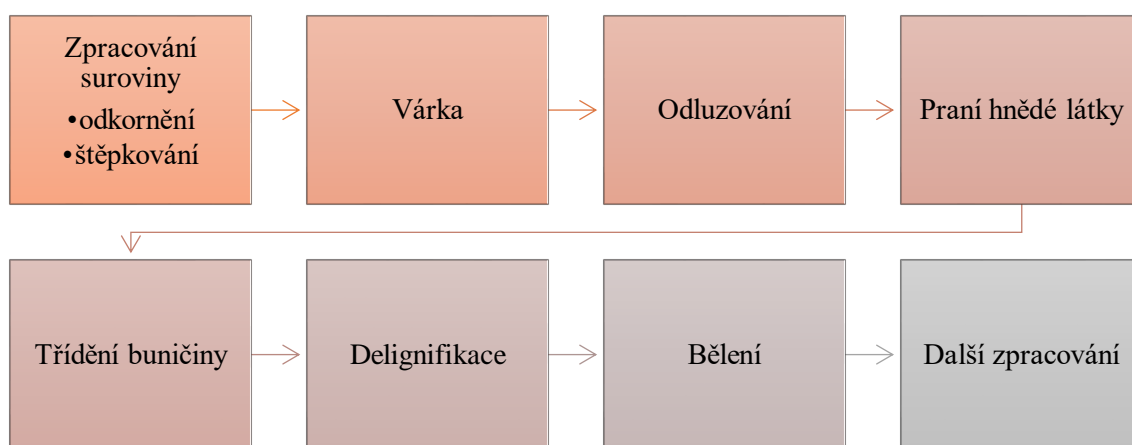 Zpracování
suroviny
•odkornění
•štěpkování
Várka
Odluzování
Praní hnědé látky
Třídění buničiny
Delignifikace
Bělení
Další zpracování